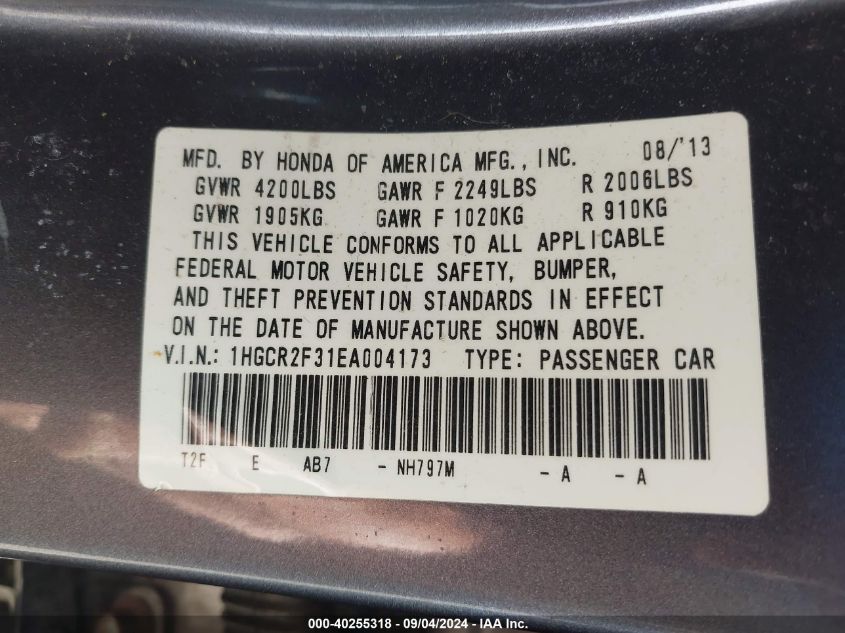 MFD. BY HONDA OF AMERICA MFG., INC. 08/'13
GVWR 4200LBS GAWR F 2249LBS R 2006LBS
GVWR 1905KG GAWR F 1020KG R 910KG
THIS VEHICLE CONFORMS TO ALL APPLICABLE
FEDERAL MOTOR VEHICLE SAFETY, BUMPER,
AND THEFT PREVENTION STANDARDS IN EFFECT
ON THE DATE OF MANUFACTURE SHOWN ABOVE.
V.I.N.: 1HGCR2F31EA004173 TYPE: PASSENGER CAR
T2F E AB7 - NH797M - A - A
000-40255318 - 09/04/2024 - IAA Inc.